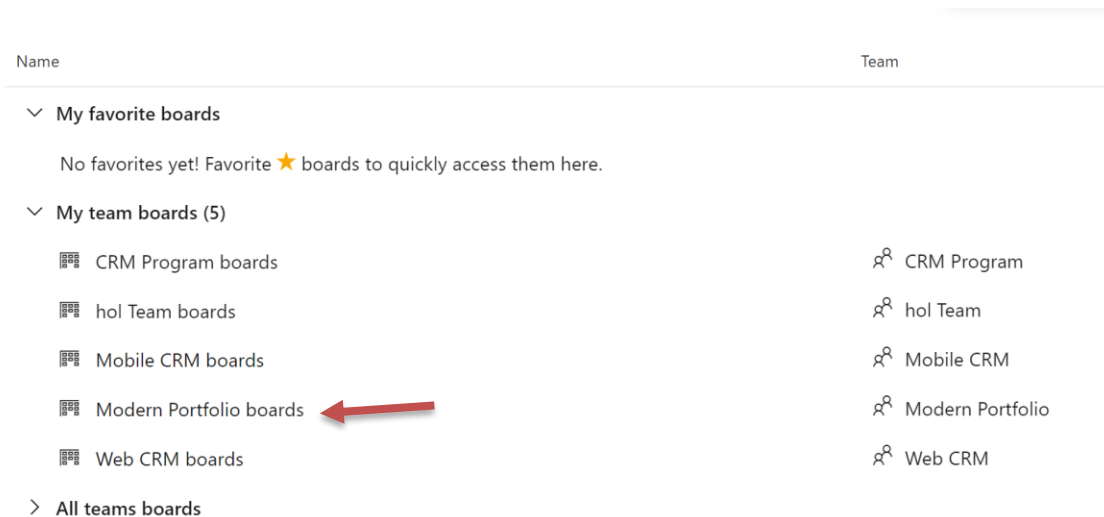 Name Team
My favorite boards
No favorites yet! Favorite ★ boards to quickly access them here.
My team boards (5)
CRM Program boards CRM Program
hol Team boards hol Team
Mobile CRM boards Mobile CRM
Modern Portfolio boards Modern Portfolio
Web CRM boards Web CRM
All teams boards